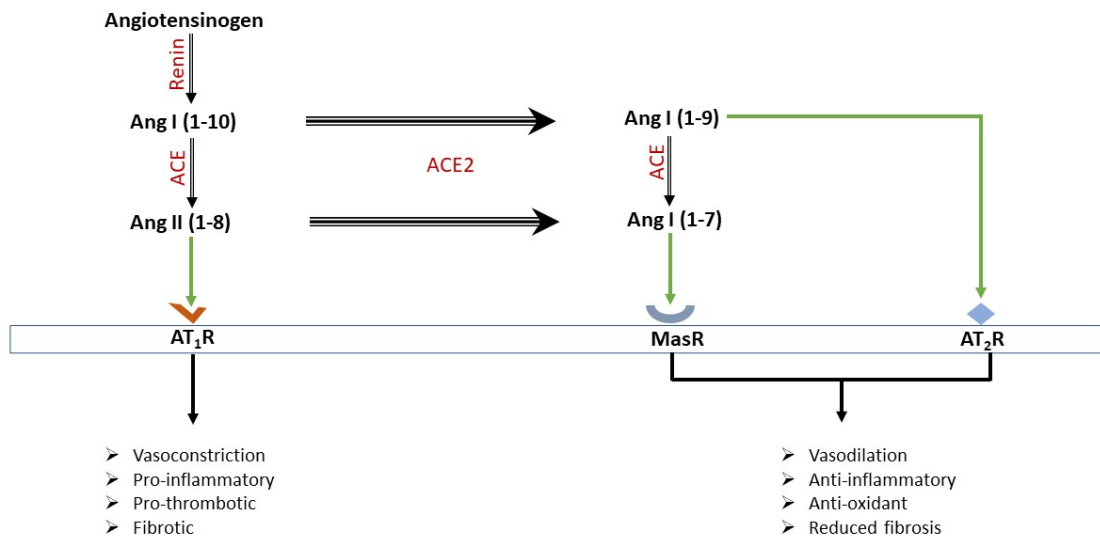 Angiotensinogen
Renin
Ang I (1-10)
Ang I (1-9)
ACE
ACE2
ACE
Ang II (1-8)
Ang I (1-7)
AT₁R
MasR
AT₂R
➢ Vasoconstriction
➢ Pro-inflammatory
➢ Pro-thrombotic
➢ Fibrotic
➢ Vasodilation
➢ Anti-inflammatory
➢ Anti-oxidant
➢ Reduced fibrosis